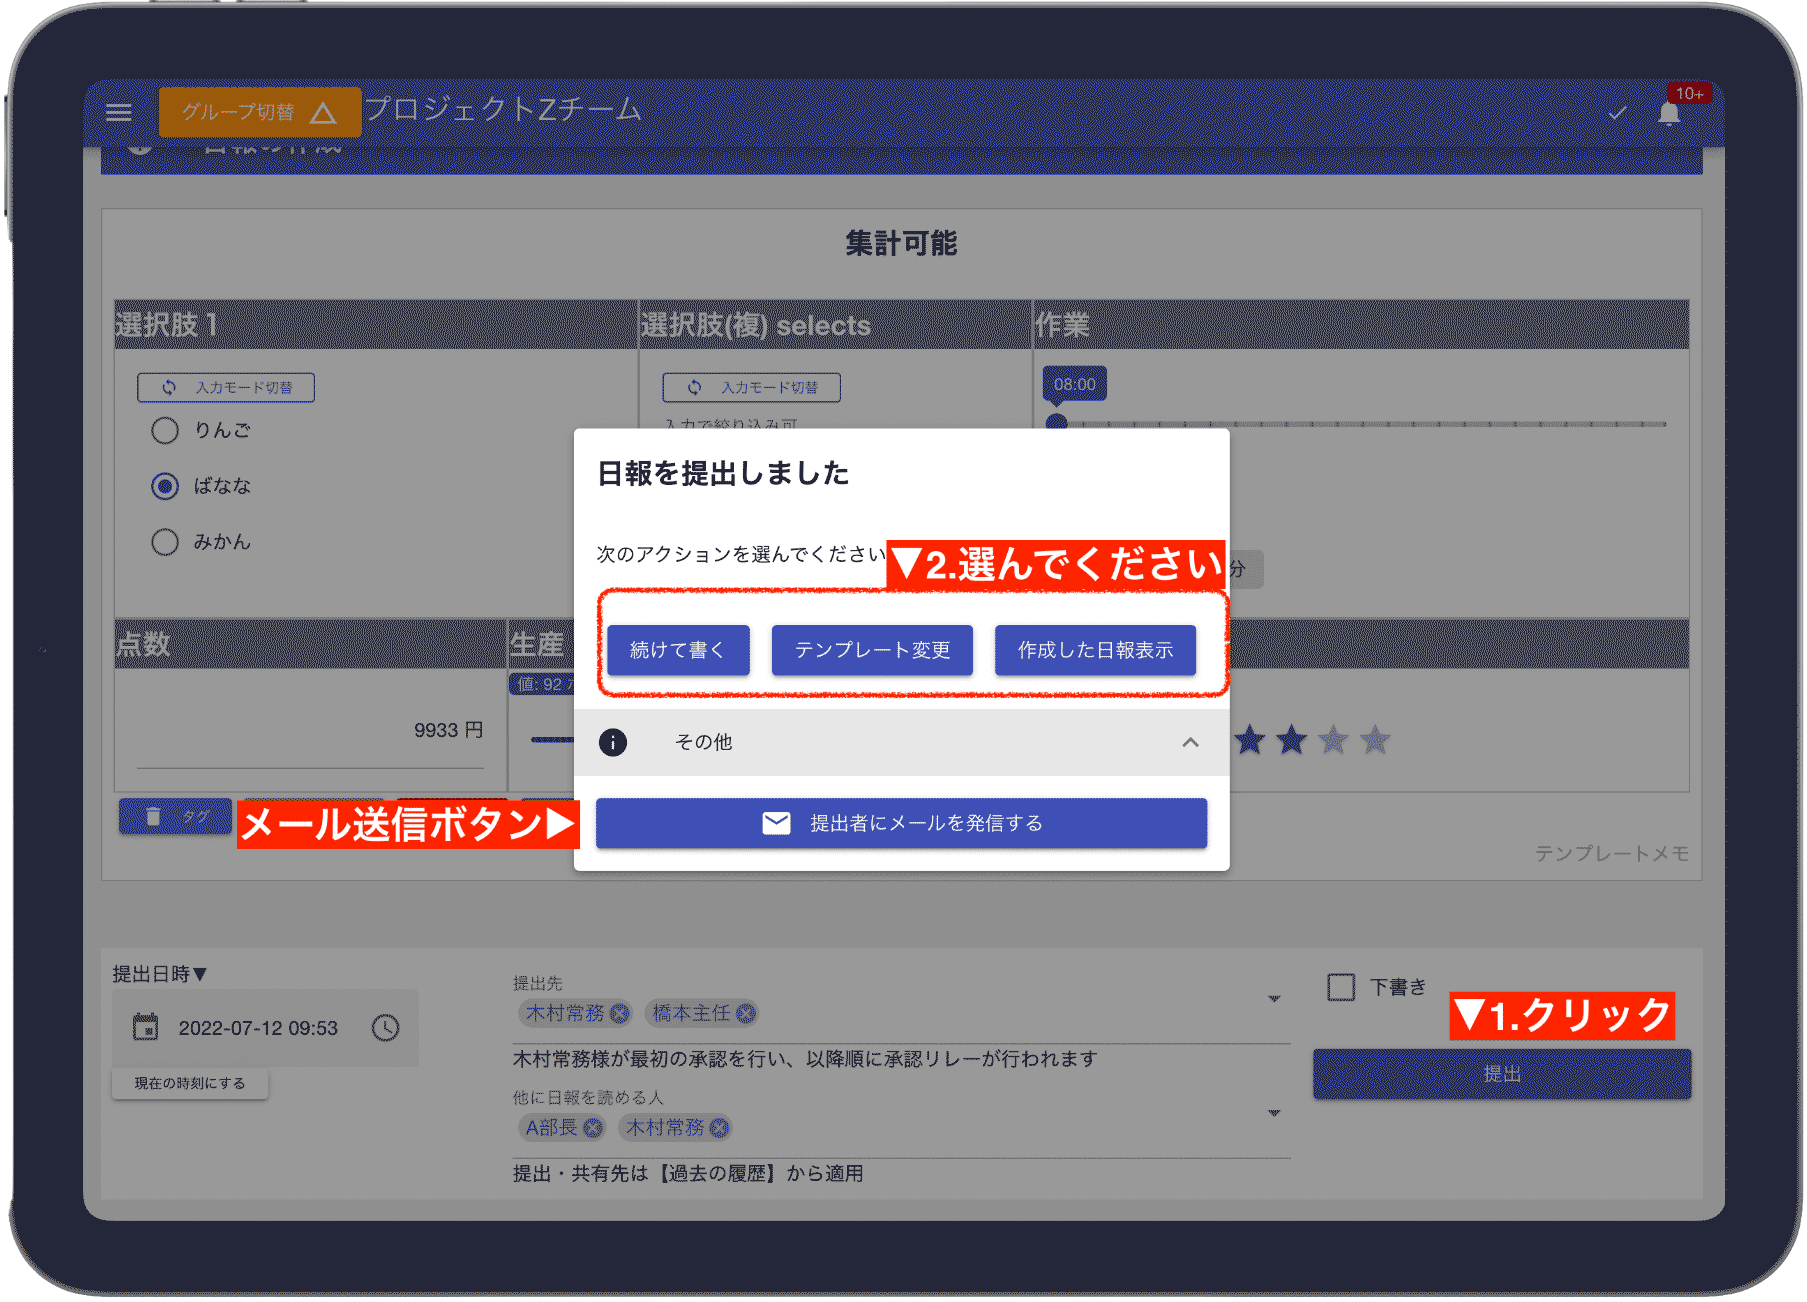 グループ切替
プロジェクトZチーム
10+
日報の作成
集計可能
選択肢1
選択肢(複) selects
作業
入力モード切替
入力モード切替
08:00
りんご
入力で絞り込み可
ばなな
みかん
日報を提出しました
次のアクションを選んでください
▼2.選んでください
分
点数
生産
続けて書く
テンプレート変更
作成した日報表示
値: 92
9933 円
その他
タグ
メール送信ボタン▶
提出者にメールを発信する
テンプレートメモ
提出日時▼
提出先
下書き
木村常務
橋本主任
▼1.クリック
2022-07-12 09:53
木村常務様が最初の承認を行い、以降順に承認リレーが行われます
現在の時刻にする
提出
他に日報を読める人
A部長
木村常務
提出・共有先は【過去の履歴】から適用